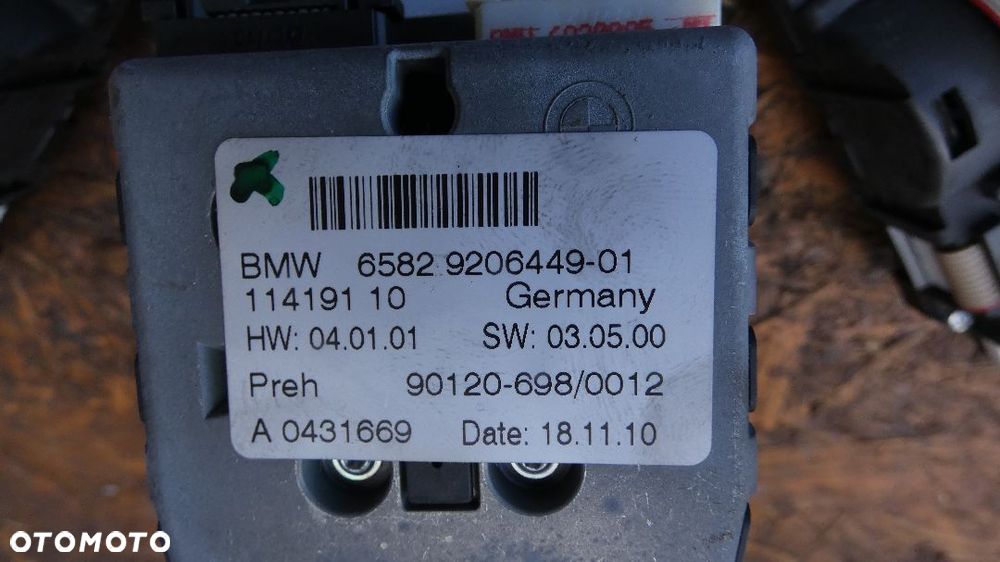 BMW 6582 9206449-01
114191 10 Germany
HW: 04.01.01 SW: 03.05.00
Preh 90120-698/0012
A 0431669 Date: 18.11.10
OTOMOTO